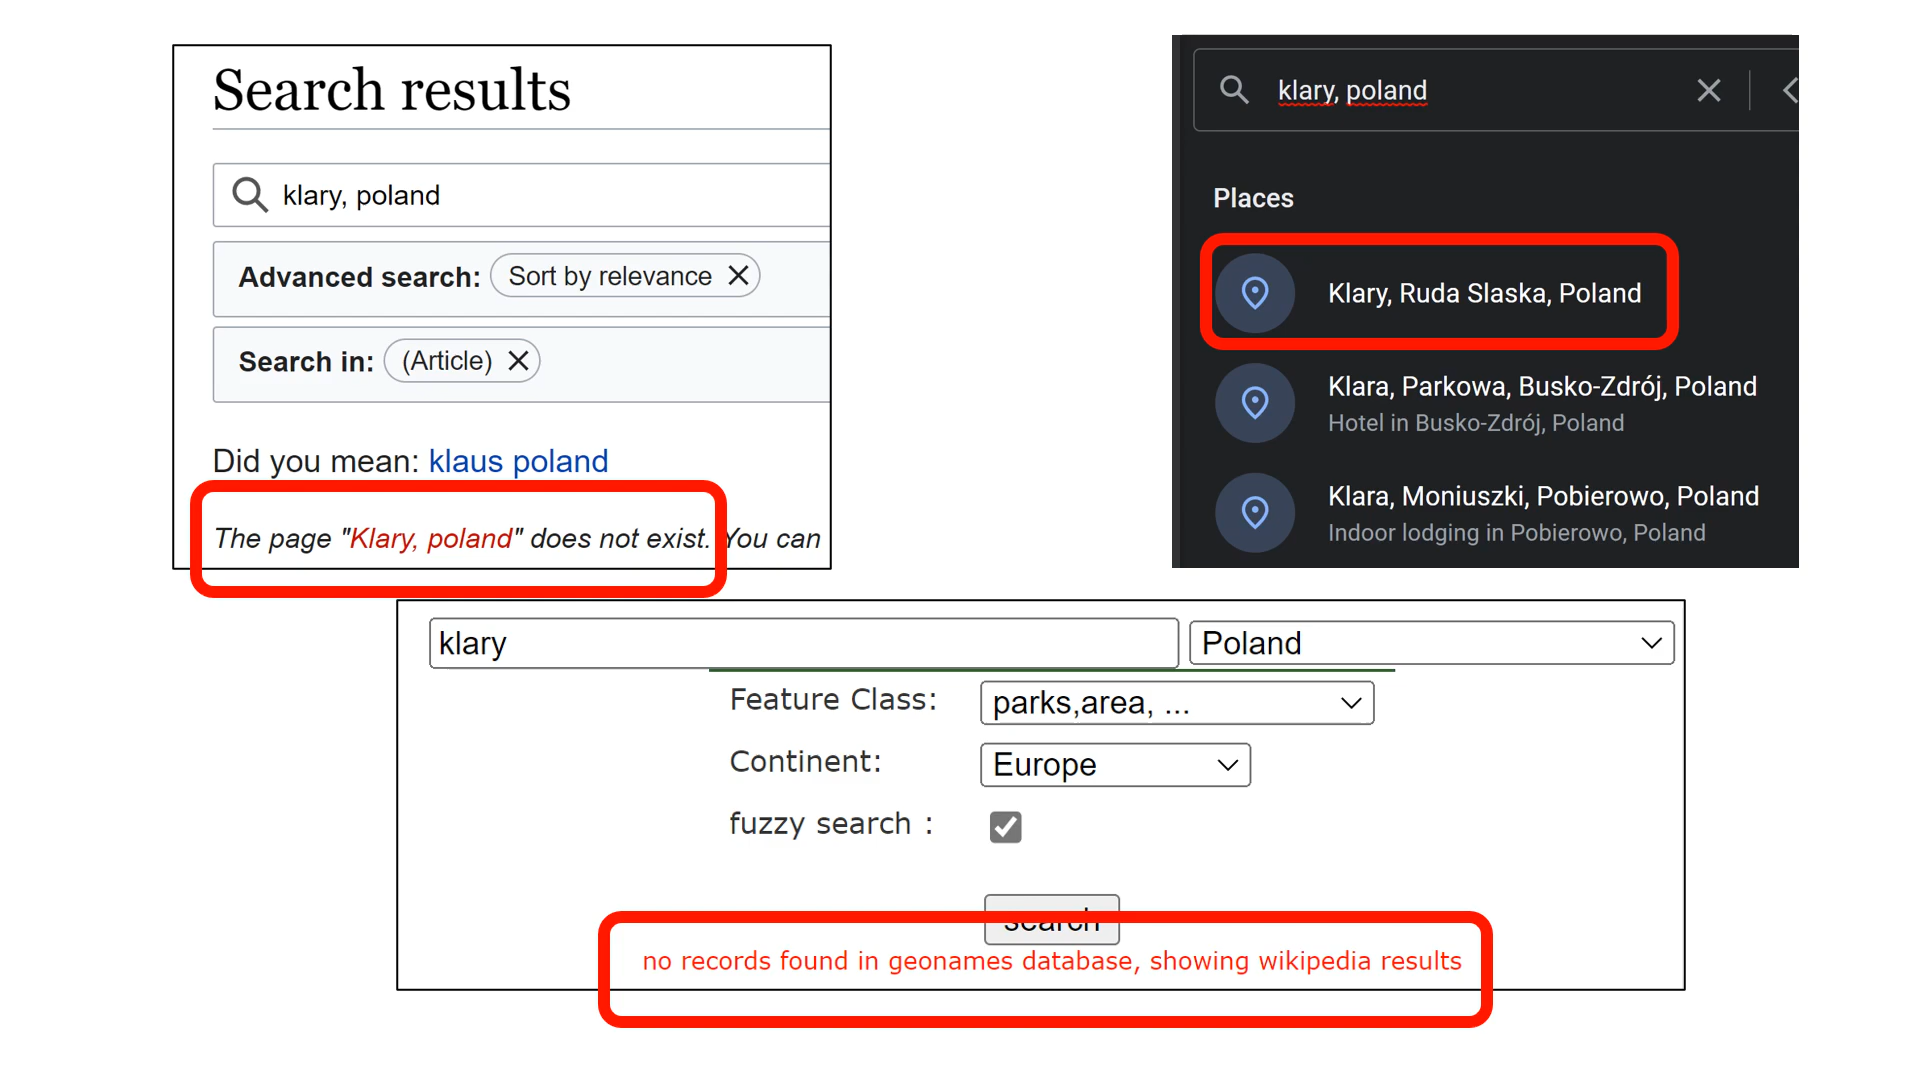 Search results
klary, poland
Advanced search: Sort by relevance
Search in: (Article)
Did you mean: klaus poland
The page "Klary, poland" does not exist. You can
klary, poland
Places
Klary, Ruda Slaska, Poland
Klara, Parkowa, Busko-Zdrój, Poland
Hotel in Busko-Zdrój, Poland
Klara, Moniuszki, Pobierowo, Poland
Indoor lodging in Pobierowo, Poland
klary Poland
Feature Class: parks,area, ...
Continent: Europe
fuzzy search :
search
no records found in geonames database, showing wikipedia results